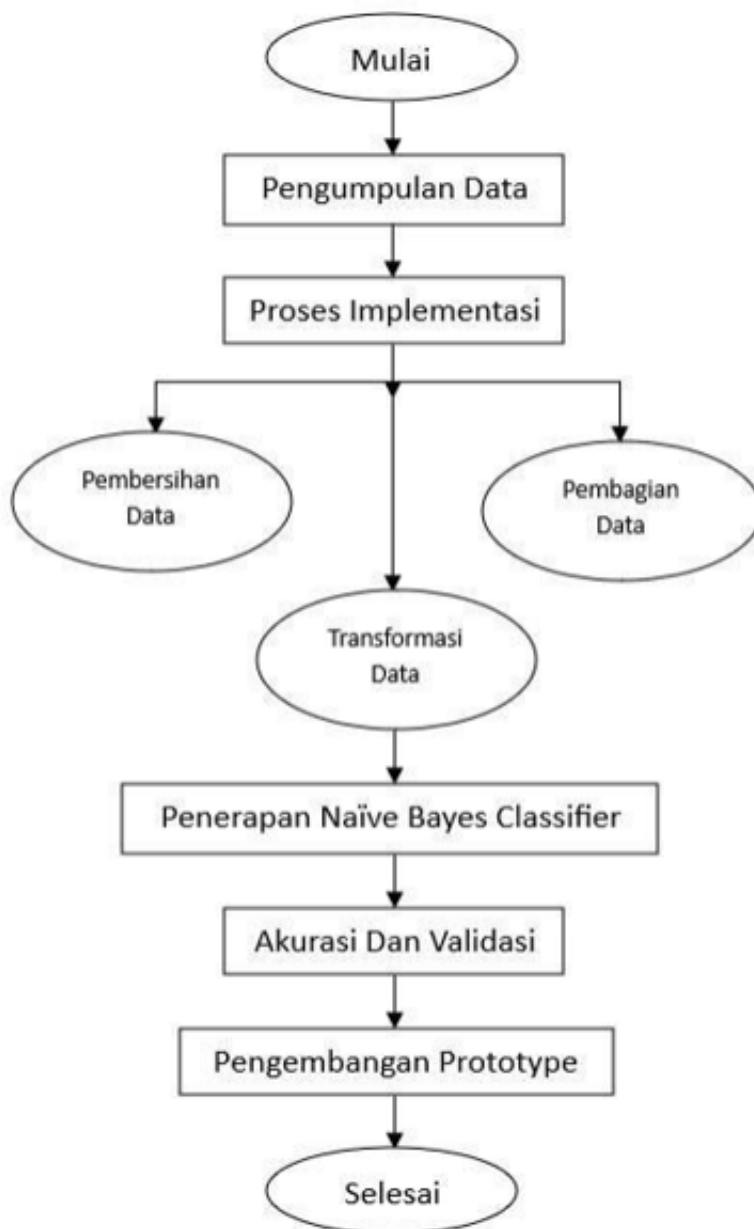 Mulai
Pengumpulan Data
Proses Implementasi
Pembersihan
Data
Pembagian
Data
Transformasi
Data
Penerapan Naïve Bayes Classifier
Akurasi Dan Validasi
Pengembangan Prototype
Selesai